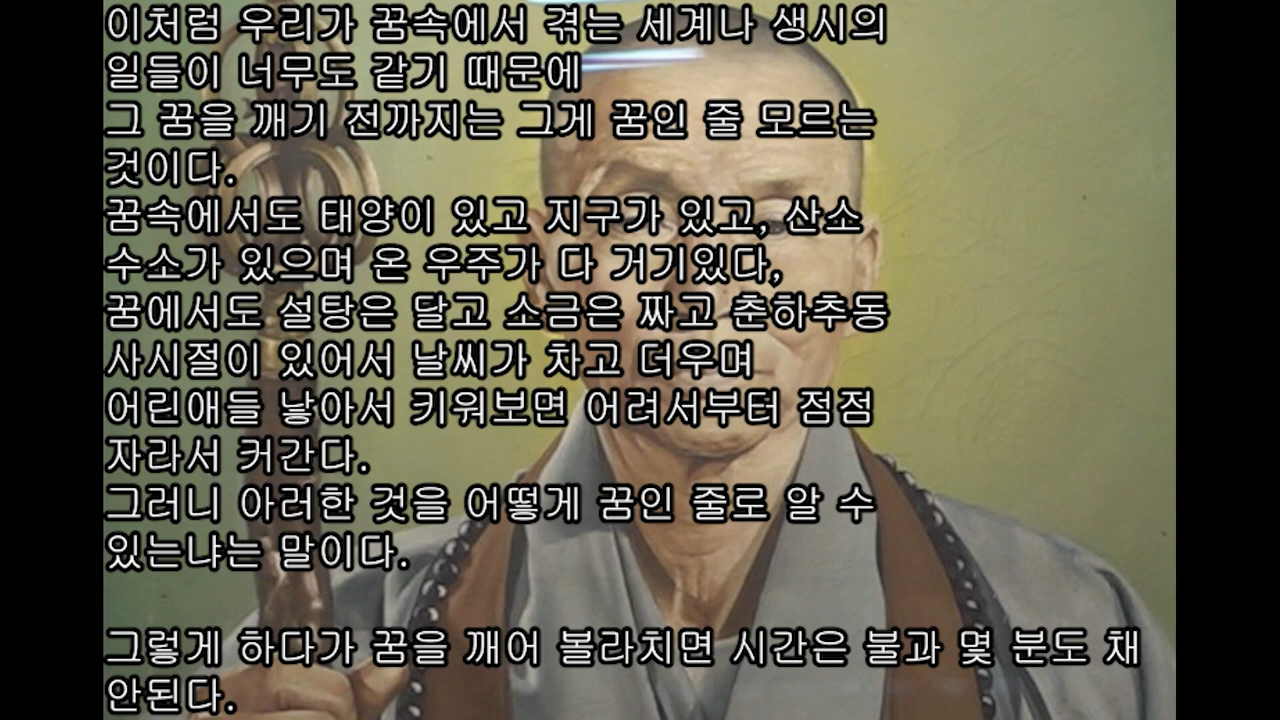 이처럼 우리가 꿈속에서 겪는 세계나 생시의
일들이 너무도 같기 때문에
그 꿈을 깨기 전까지는 그게 꿈인 줄 모르는
것이다.
꿈속에서도 태양이 있고 지구가 있고, 산소
수소가 있으며 온 우주가 다 거기있다,
꿈에서도 설탕은 달고 소금은 짜고 춘하추동
사시절이 있어서 날씨가 차고 더우며
어린애들 낳아서 키워보면 어려서부터 점점
자라서 커간다.
그러니 아러한 것을 어떻게 꿈인 줄로 알 수
있는냐는 말이다.
그렇게 하다가 꿈을 깨어 볼라치면 시간은 불과 몇 분도 채
안된다.